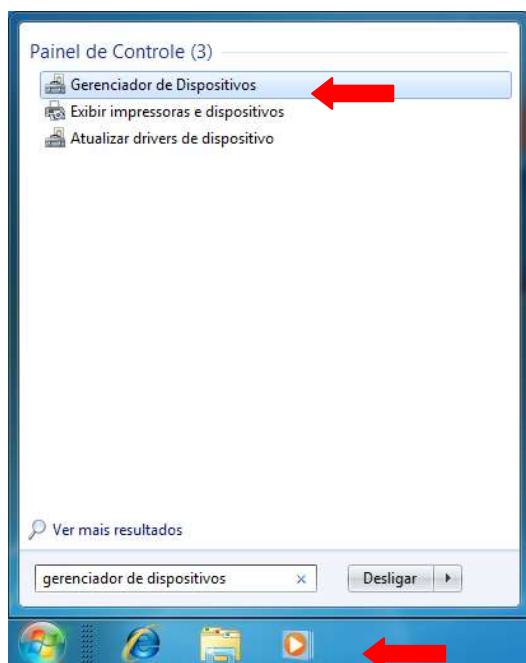 Painel de Controle (3)
Gerenciador de Dispositivos
Exibir impressoras e dispositivos
Atualizar drivers de dispositivo
Ver mais resultados
gerenciador de dispositivos × Desligar